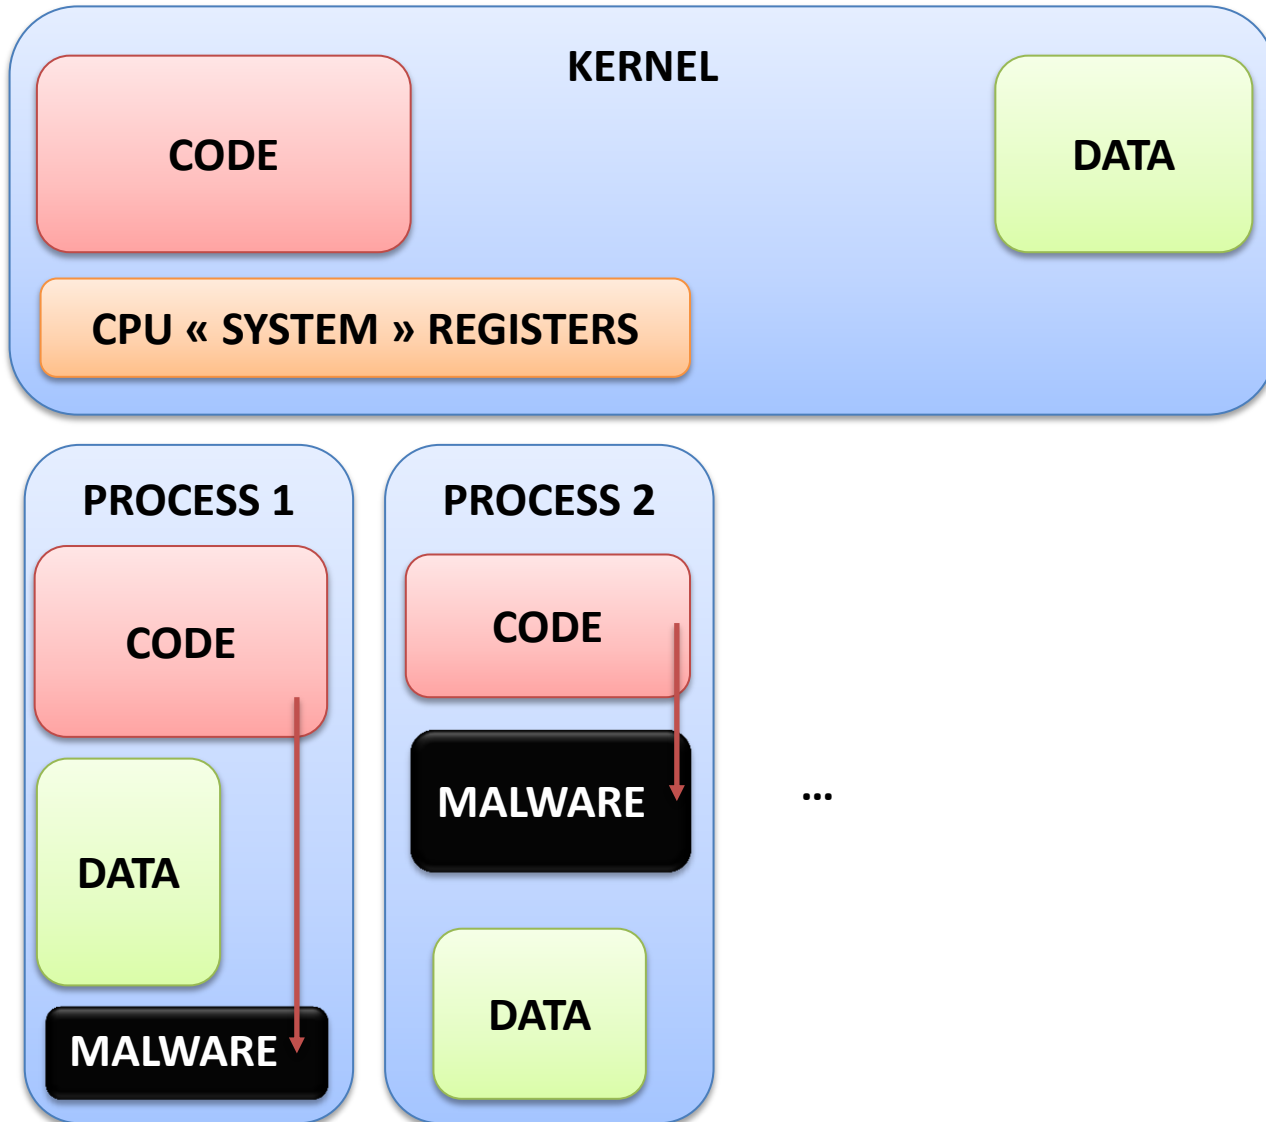 KERNEL
CODE
DATA
CPU « SYSTEM » REGISTERS
PROCESS 1
CODE
DATA
MALWARE
PROCESS 2
CODE
MALWARE
DATA
...